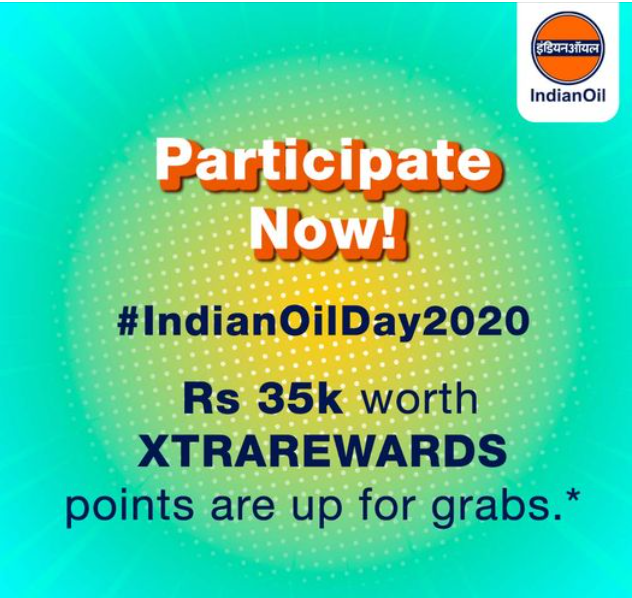 इंडियनऑयल
IndianOil
Participate
Now!
#IndianOilDay2020
Rs 35k worth
XTRAREWARDS
points are up for grabs.*